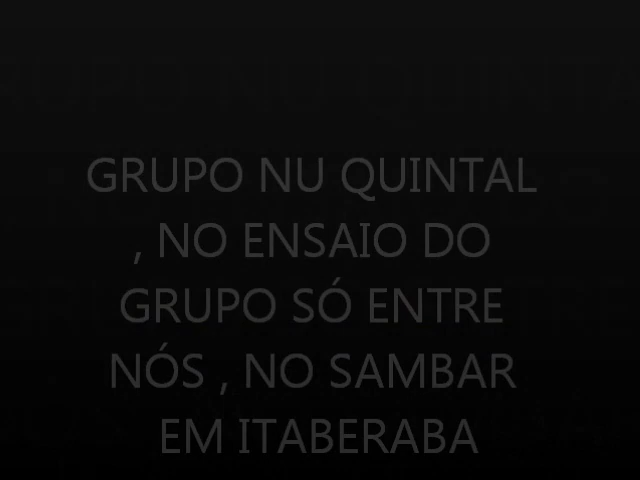 GRUPO NU QUINTAL
, NO ENSAIO DO
GRUPO SÓ ENTRE
NÓS , NO SAMBAR
EM ITABERABA